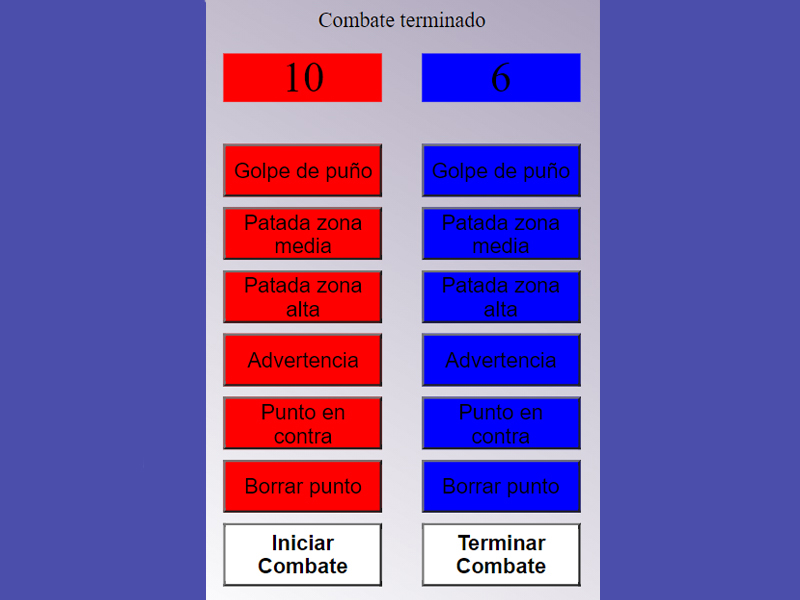 Combate terminado
10
6
Golpe de puño
Golpe de puño
Patada zona
media
Patada zona
media
Patada zona
alta
Patada zona
alta
Advertencia
Advertencia
Punto en
contra
Punto en
contra
Borrar punto
Borrar punto
Iniciar
Combate
Terminar
Combate